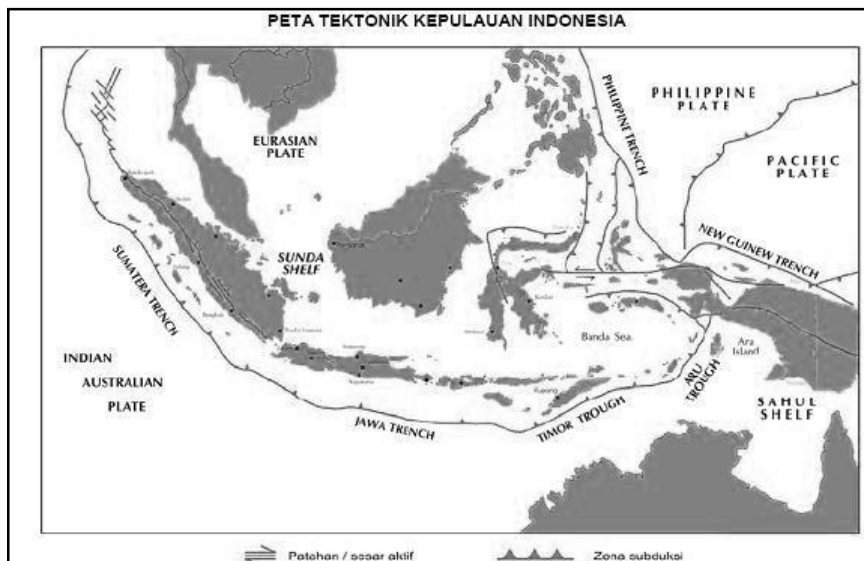 PETA TEKTONIK KEPULAUAN INDONESIA
EURASIAN
PLATE
PHILIPPINE
PLATE
PACIFIC
PLATE
PHILIPPINE TRENCH
NEW GUINEW TRENCH
SUNDA
SHELF
SUMATERA TRENCH
INDIAN
AUSTRALIAN
PLATE
Banda Sea
Ara
Island
ARU
TROUGH
SAHUL
SHELF
Kupang
TIMOR TROUGH
JAWA TRENCH
Patahan / sesar aktif
Zona subduksi